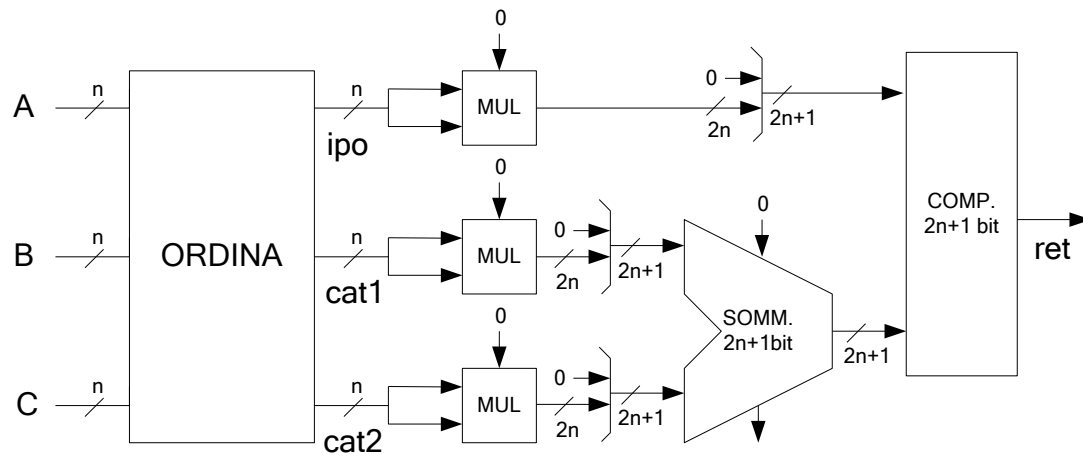 0
A
n
ORDINA
n
ipo
MUL
0
2n
2n+1
COMP.
2n+1 bit
ret
0
B
n
n
cat1
MUL
0
2n
2n+1
0
SOMM.
2n+1bit
2n+1
0
C
n
n
cat2
MUL
0
2n
2n+1